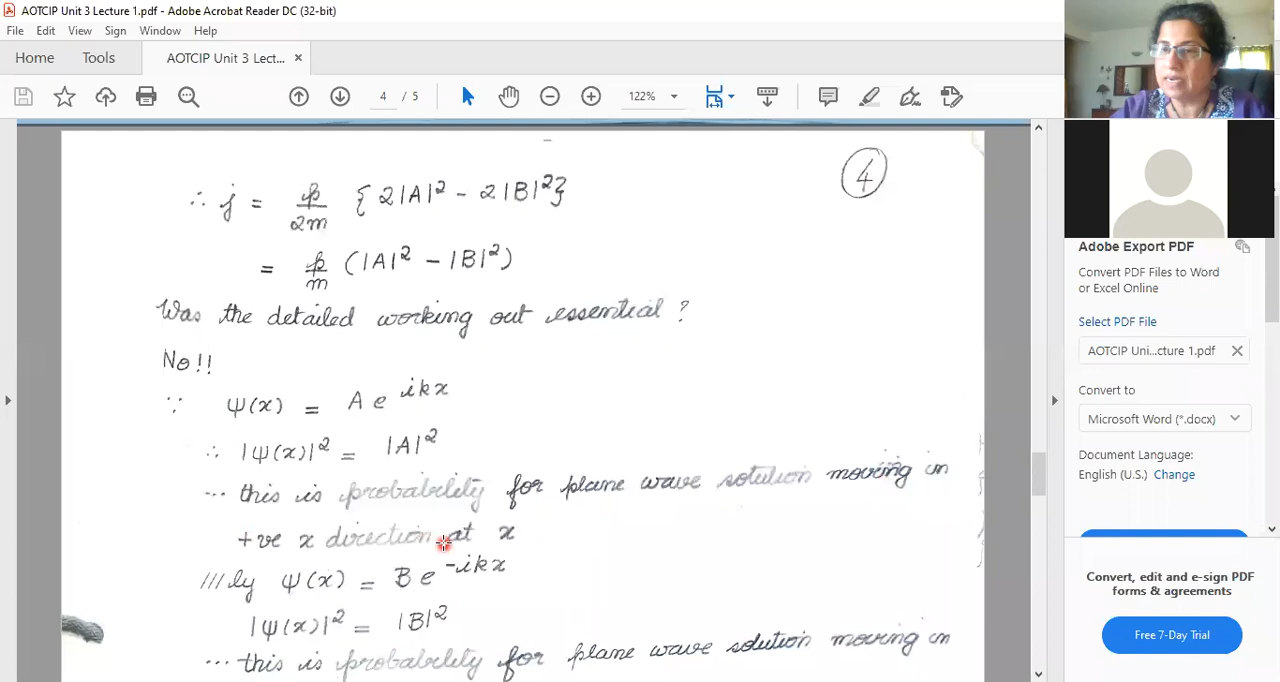 AOTCIP Unit 3 Lecture 1.pdf - Adobe Acrobat Reader DC (32-bit)
File Edit View Sign Window Help
Home Tools AOTCIP Unit 3 Lect... ×
4 / 5 122%
④
∴ j = p/2m {2|A|² - 2|B|²}
= p/m (|A|² - |B|²)
Was the detailed working out essential ?
No!!
∵ ψ(x) = A e^{ikx}
∴ |ψ(x)|² = |A|²
... this is probability for plane wave solution moving in
+ve x direction at x
///ly ψ(x) = B e^{-ikx}
|ψ(x)|² = |B|²
... this is probability for plane wave solution moving in
Adobe Export PDF
Convert PDF Files to Word
or Excel Online
Select PDF File
AOTCIP Uni...cture 1.pdf ×
Convert to
Microsoft Word (*.docx)
Document Language:
English (U.S.) Change
Convert, edit and e-sign PDF
forms & agreements
Free 7-Day Trial